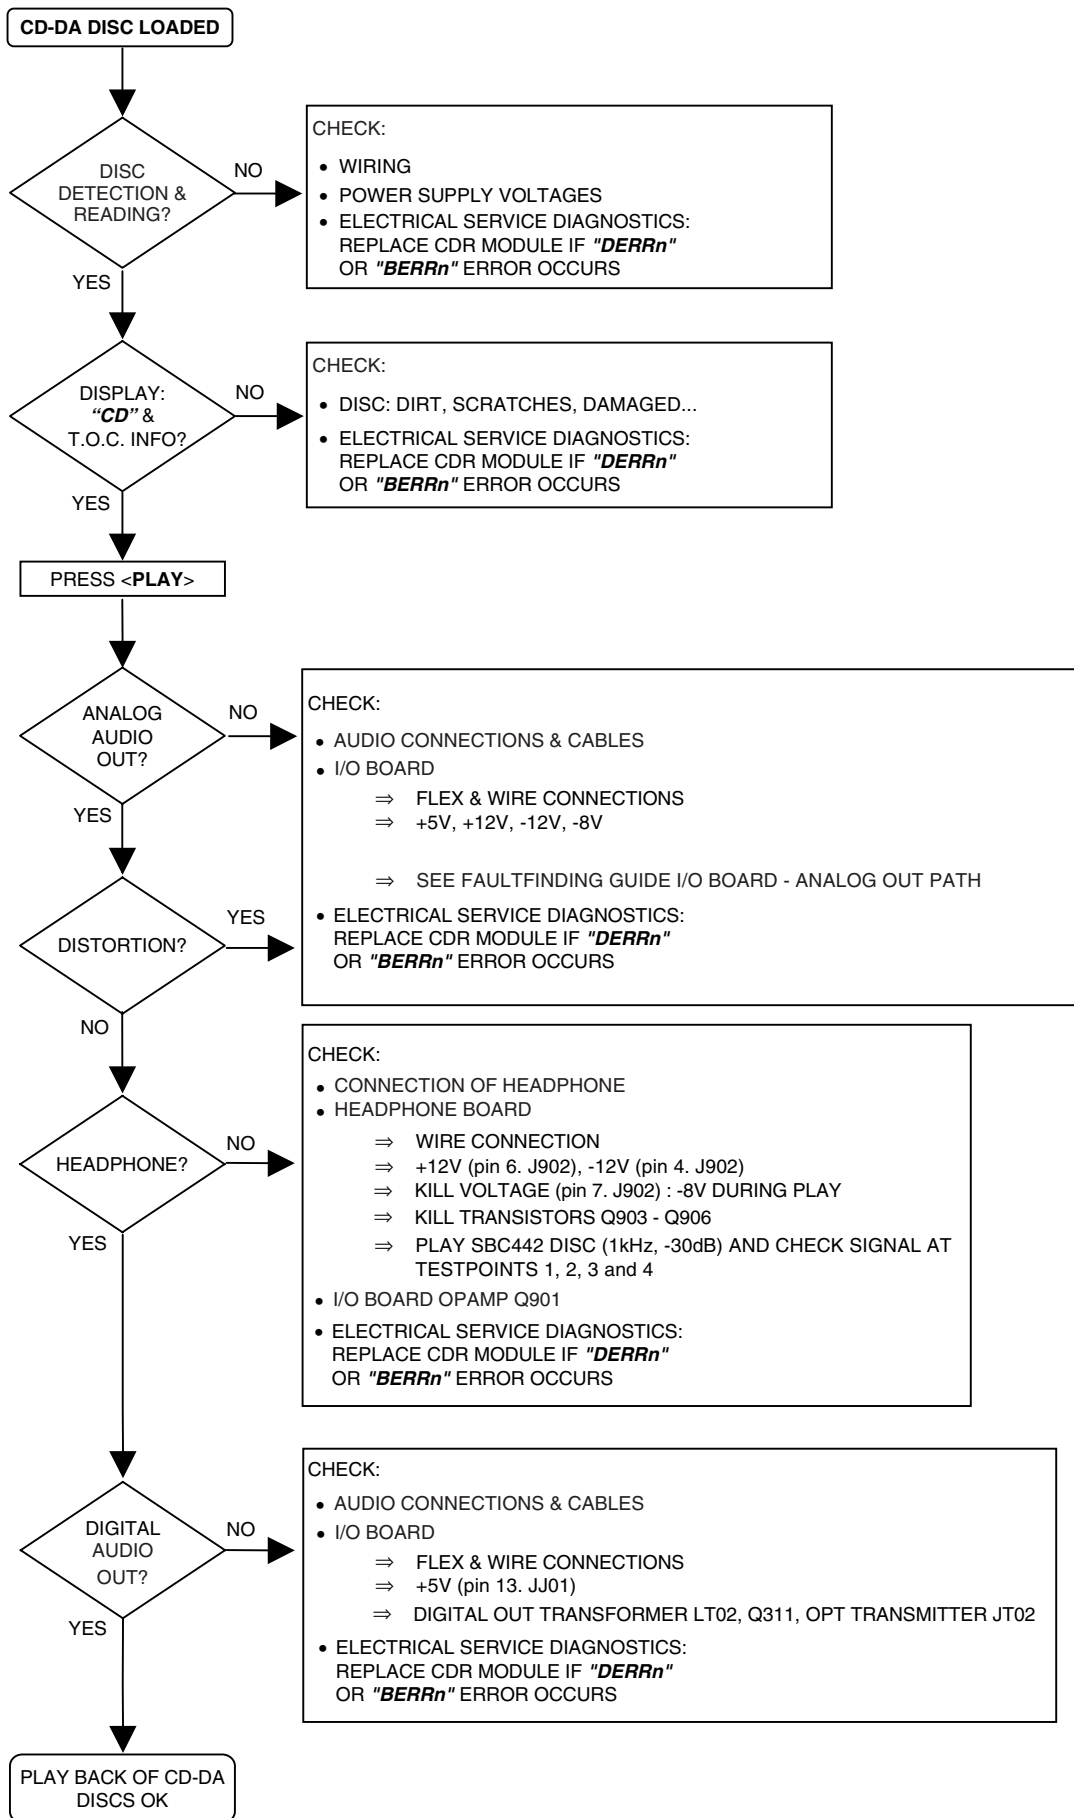 CD-DA DISC LOADED
DISC
DETECTION &
READING?
NO
YES
CHECK:
• WIRING
• POWER SUPPLY VOLTAGES
• ELECTRICAL SERVICE DIAGNOSTICS:
REPLACE CDR MODULE IF "DERRn"
OR "BERRn" ERROR OCCURS
DISPLAY:
“CD” &
T.O.C. INFO?
NO
YES
CHECK:
• DISC: DIRT, SCRATCHES, DAMAGED...
• ELECTRICAL SERVICE DIAGNOSTICS:
REPLACE CDR MODULE IF "DERRn"
OR "BERRn" ERROR OCCURS
PRESS <PLAY>
ANALOG
AUDIO
OUT?
NO
YES
DISTORTION?
YES
NO
CHECK:
• AUDIO CONNECTIONS & CABLES
• I/O BOARD
⇒ FLEX & WIRE CONNECTIONS
⇒ +5V, +12V, -12V, -8V
⇒ SEE FAULTFINDING GUIDE I/O BOARD - ANALOG OUT PATH
• ELECTRICAL SERVICE DIAGNOSTICS:
REPLACE CDR MODULE IF "DERRn"
OR "BERRn" ERROR OCCURS
HEADPHONE?
NO
YES
CHECK:
• CONNECTION OF HEADPHONE
• HEADPHONE BOARD
⇒ WIRE CONNECTION
⇒ +12V (pin 6. J902), -12V (pin 4. J902)
⇒ KILL VOLTAGE (pin 7. J902) : -8V DURING PLAY
⇒ KILL TRANSISTORS Q903 - Q906
⇒ PLAY SBC442 DISC (1kHz, -30dB) AND CHECK SIGNAL AT
TESTPOINTS 1, 2, 3 and 4
• I/O BOARD OPAMP Q901
• ELECTRICAL SERVICE DIAGNOSTICS:
REPLACE CDR MODULE IF "DERRn"
OR "BERRn" ERROR OCCURS
DIGITAL
AUDIO
OUT?
NO
YES
CHECK:
• AUDIO CONNECTIONS & CABLES
• I/O BOARD
⇒ FLEX & WIRE CONNECTIONS
⇒ +5V (pin 13. JJ01)
⇒ DIGITAL OUT TRANSFORMER LT02, Q311, OPT TRANSMITTER JT02
• ELECTRICAL SERVICE DIAGNOSTICS:
REPLACE CDR MODULE IF "DERRn"
OR "BERRn" ERROR OCCURS
PLAY BACK OF CD-DA
DISCS OK